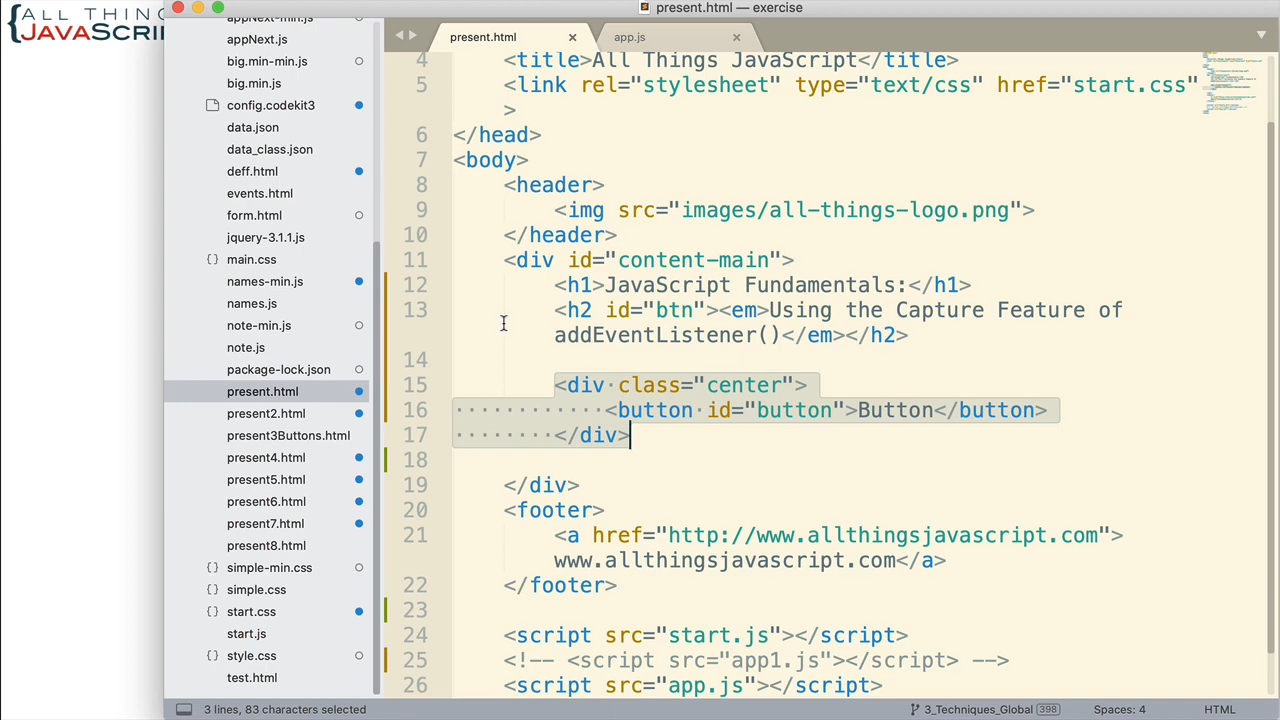 {ALL THINGS
JAVASCRI
present.html — exercise
appNext-min.js
appNext.js
big.min-min.js
big.min.js
config.codekit3
data.json
data_class.json
deff.html
events.html
form.html
jquery-3.1.1.js
{} main.css
names-min.js
names.js
note-min.js
note.js
package-lock.json
present.html
present2.html
present3Buttons.html
present4.html
present5.html
present6.html
present7.html
present8.html
{} simple-min.css
{} simple.css
{} start.css
start.js
{} style.css
test.html
present.html ×
app.js ×
4 <title>All Things JavaScript</title>
5 <link rel="stylesheet" type="text/css" href="start.css"
>
6 </head>
7 <body>
8 <header>
9 <img src="images/all-things-logo.png">
10 </header>
11 <div id="content-main">
12 <h1>JavaScript Fundamentals:</h1>
13 <h2 id="btn"><em>Using the Capture Feature of
addEventListener()</em></h2>
14
15 <div class="center">
16 <button id="button">Button</button>
17 </div>
18
19 </div>
20 <footer>
21 <a href="http://www.allthingsjavascript.com">
www.allthingsjavascript.com</a>
22 </footer>
23
24 <script src="start.js"></script>
25 <!-- <script src="app1.js"></script> -->
26 <script src="app.js"></script>
3 lines, 83 characters selected
3_Techniques_Global 398
Spaces: 4
HTML